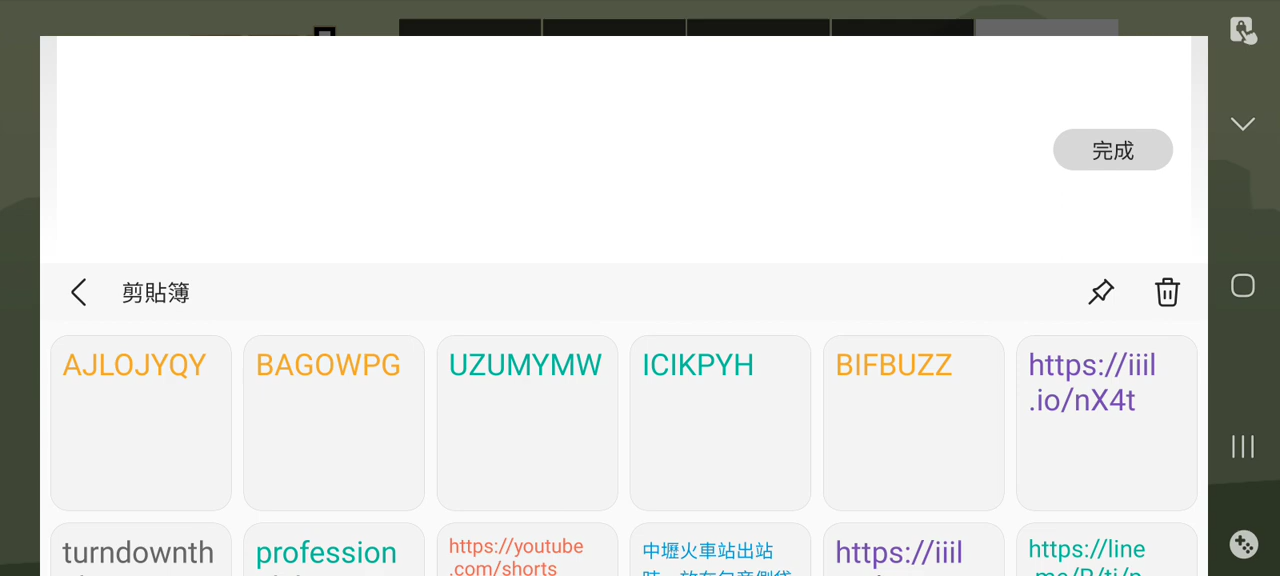 完成
剪貼簿
AJLOJYQY
BAGOWPG
UZUMYMW
ICIKPYH
BIFBUZZ
https://iiil
.io/nX4t
turndownth
profession
https://youtube
.com/shorts
中壢火車站出站
https://iiil
https://line